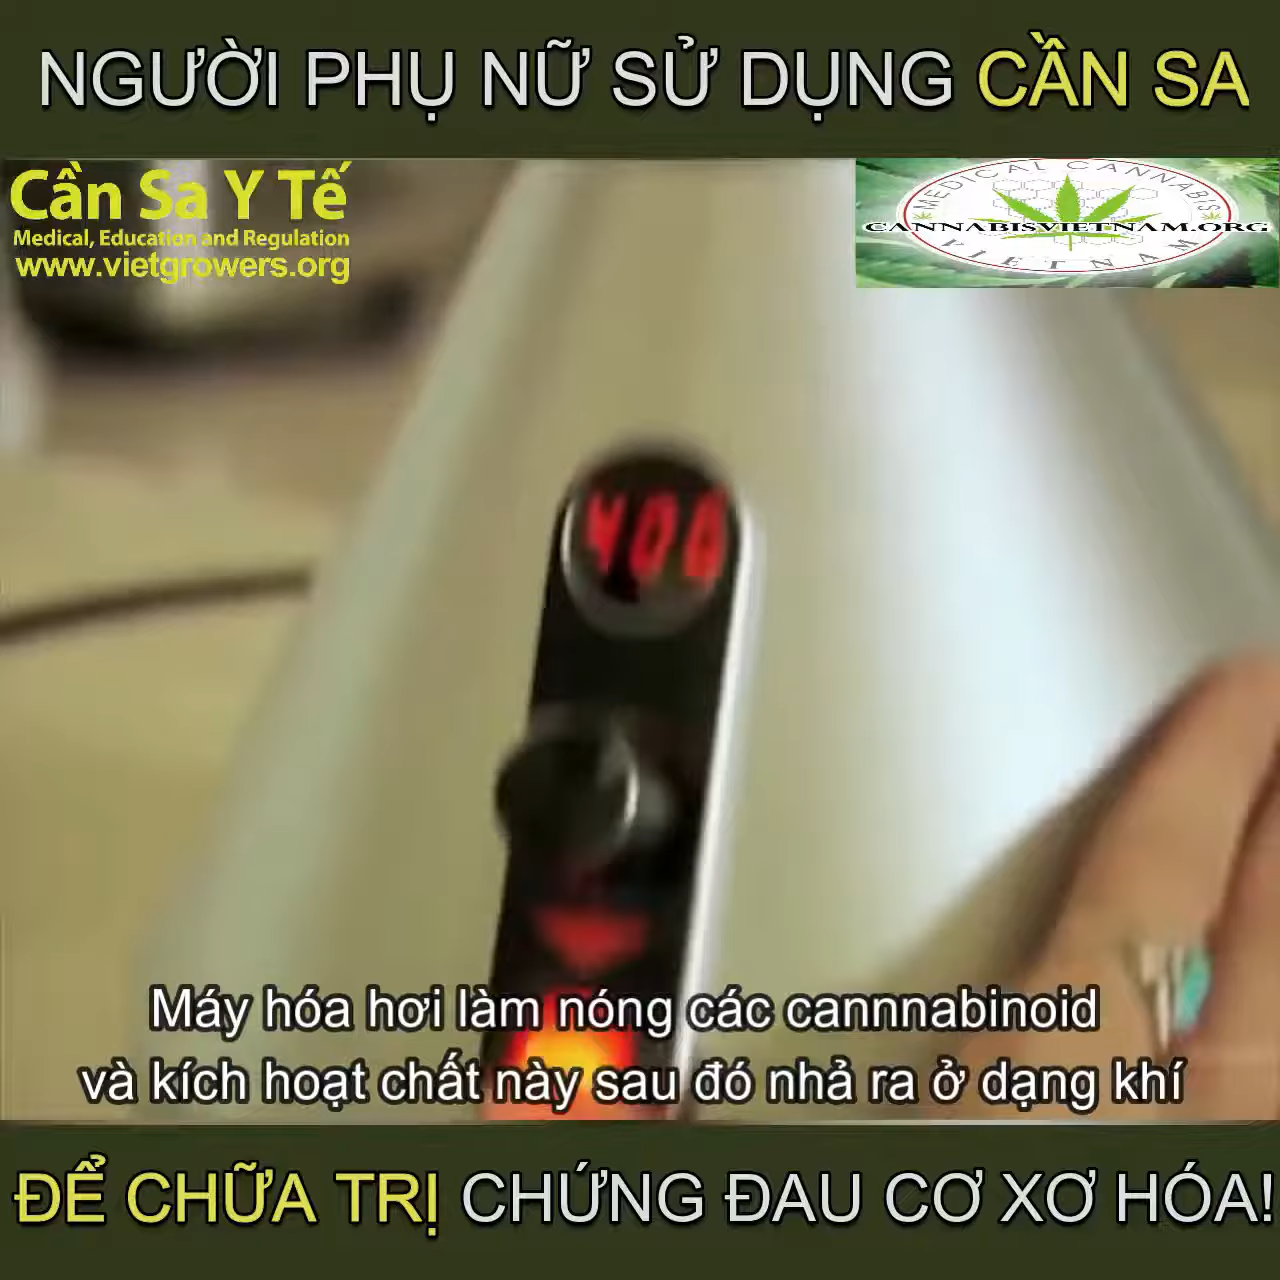 NGƯỜI PHỤ NỮ SỬ DỤNG CẦN SA
Cần Sa Y Tế
Medical, Education and Regulation
www.vietgrowers.org
MEDICAL CANNABIS
CANNABISVIETNAM.ORG
VIETNAM
400
Máy hóa hơi làm nóng các cannnabinoid
và kích hoạt chất này sau đó nhả ra ở dạng khí
ĐỂ CHỮA TRỊ CHỨNG ĐAU CƠ XƠ HÓA!